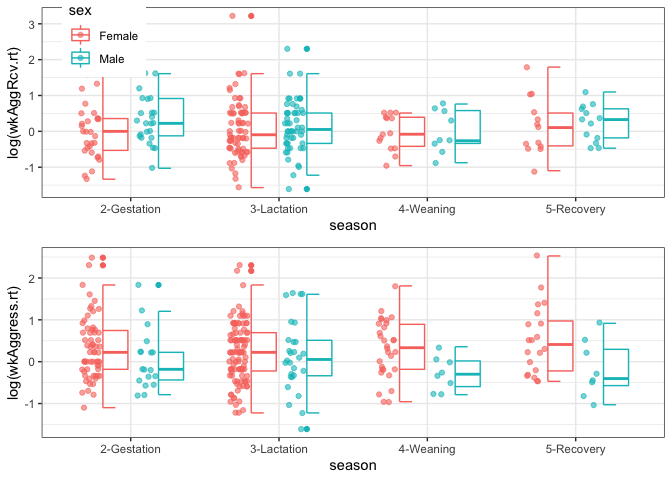 sex
Female
Male
log(wkAggRcv.rt)
3
2
1
0
-1
2-Gestation
3-Lactation
4-Weaning
5-Recovery
season
log(wkAggress.rt)
2
1
0
-1
2-Gestation
3-Lactation
4-Weaning
5-Recovery
season